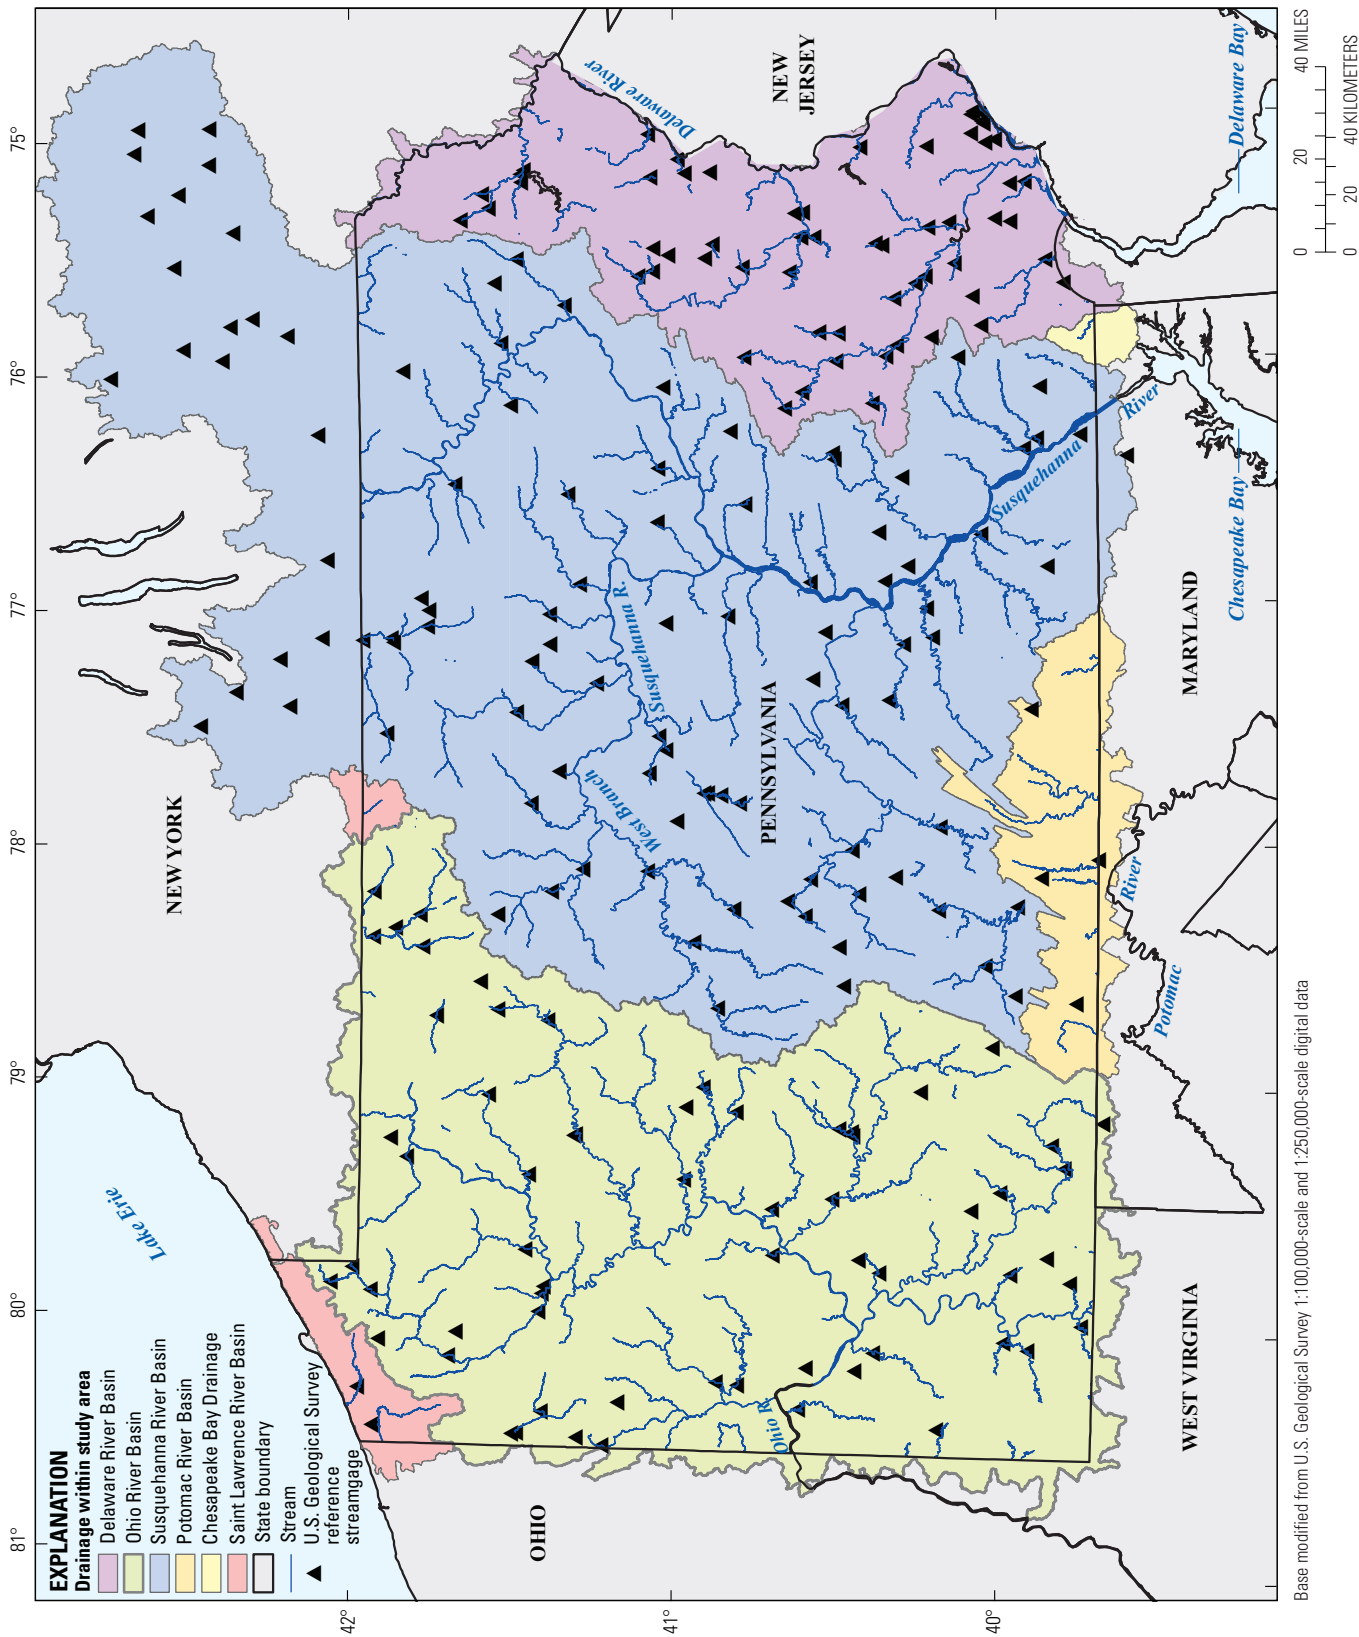 81°
80°
79°
78°
77°
76°
75°
42°
41°
40°
EXPLANATION
Drainage within study area
Delaware River Basin
Ohio River Basin
Susquehanna River Basin
Potomac River Basin
Chesapeake Bay Drainage
Saint Lawrence River Basin
State boundary
Stream
U.S. Geological Survey
reference
streamgage
Lake Erie
NEW YORK
OHIO
PENNSYLVANIA
NEW
JERSEY
WEST VIRGINIA
MARYLAND
Ohio R.
West Branch
Susquehanna R.
Delaware River
Susquehanna
River
Potomac
River
Chesapeake Bay
Delaware Bay
Base modified from U.S. Geological Survey 1:100,000-scale and 1:250,000-scale digital data
0 20 40 MILES
0 20 40 KILOMETERS